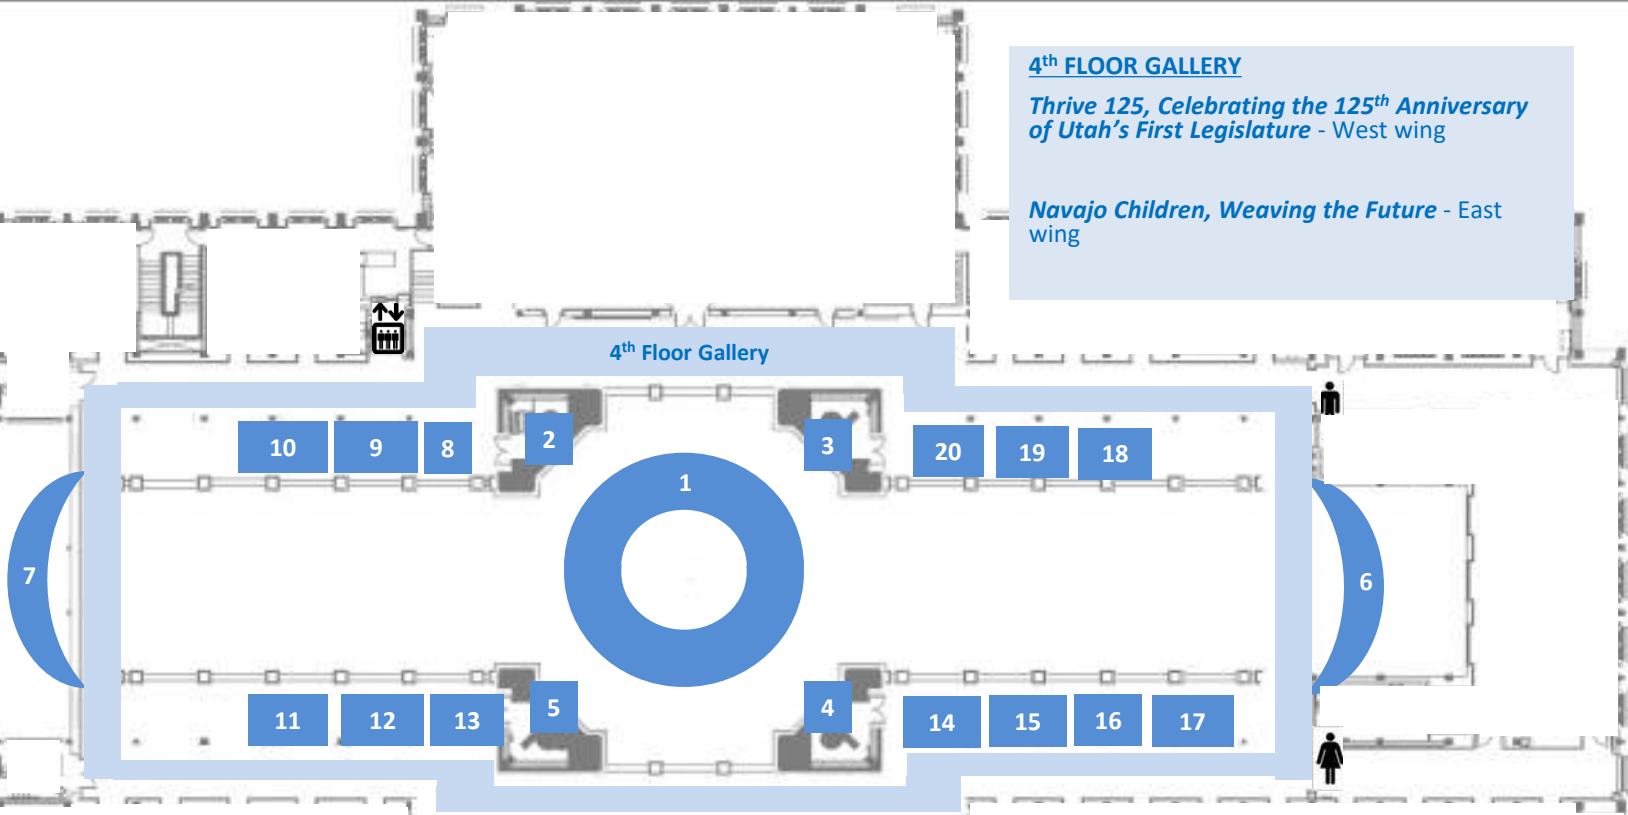 4th FLOOR GALLERY
Thrive 125, Celebrating the 125th Anniversary
of Utah's First Legislature - West wing
Navajo Children, Weaving the Future - East
wing
4th Floor Gallery
10 9 8 2 3 20 19 18
1
7 6
11 12 13 5 4 14 15 16 17